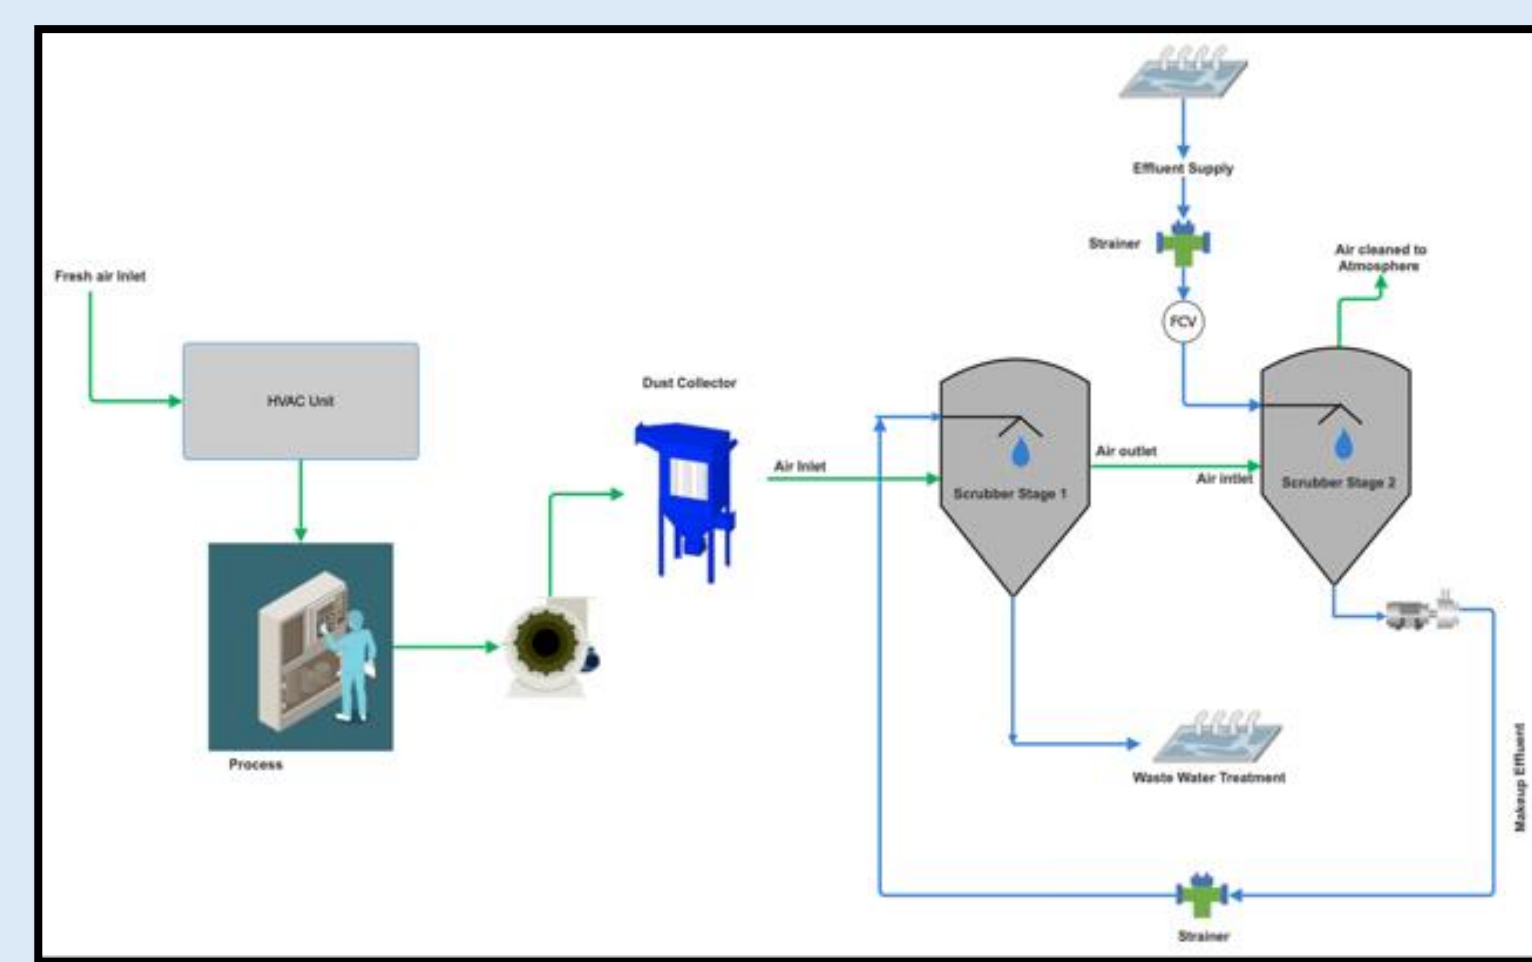 Effluent Supply
Strainer
Air cleaned to
Atmosphere
Fresh air Inlet
FCV
HVAC Unit
Dust Collector
Air Inlet
Air outlet
Air intlet
Scrubber Stage 1
Scrubber Stage 2
Process
Waste Water Treatment
Makeup Effluent
Strainer